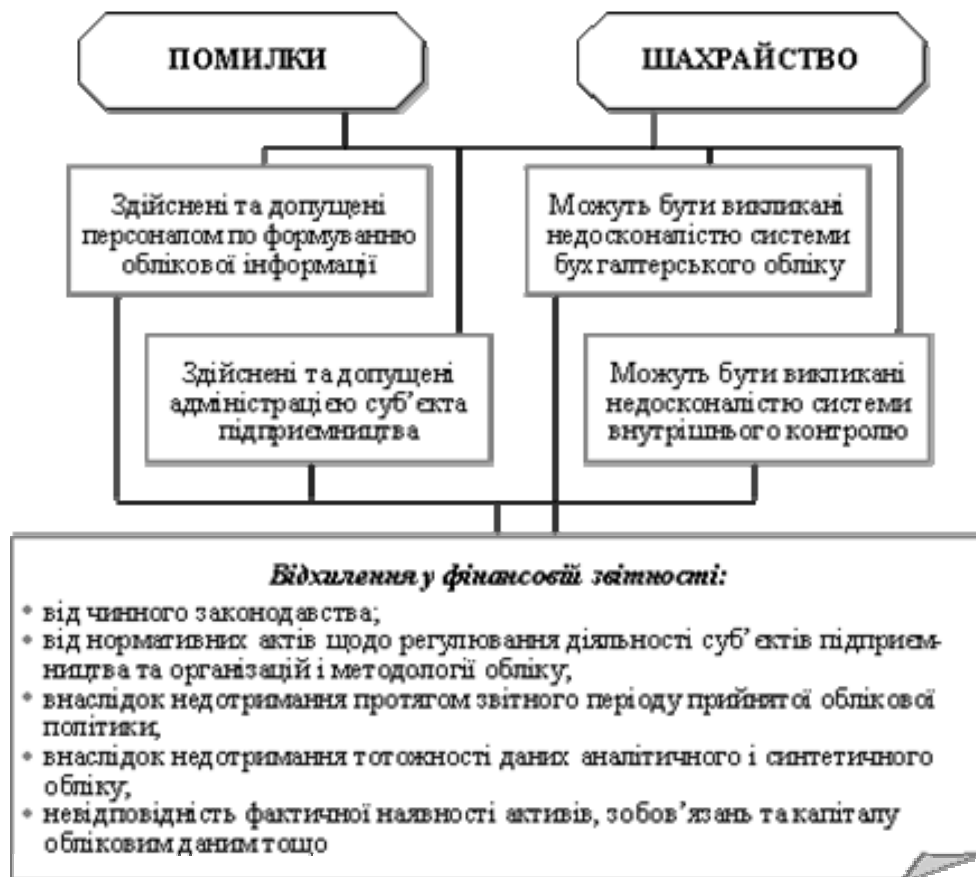 ПОМИЛКИ
ШАХРАЙСТВО
Здійснені та допущені
персоналом по формуванню
облікової інформації
Можуть бути викликані
недосконалістю системи
бухгалтерського обліку
Здійснені та допущені
адміністрацією суб’єкта
підприємництва
Можуть бути викликані
недосконалістю системи
внутрішнього контролю
Відхилення у фінансовій звітності:
• від чинного законодавства;
• від нормативних актів щодо регулювання діяльності суб’єктів підприєм-
ництва та організацій і методології обліку;
• внаслідок недотримання протягом звітного періоду прийнятої облікової
політики;
• внаслідок недотримання тотожності даних аналітичного і синтетичного
обліку;
• невідповідність фактичної наявності активів, зобов’язань та капіталу
обліковим даним тощо